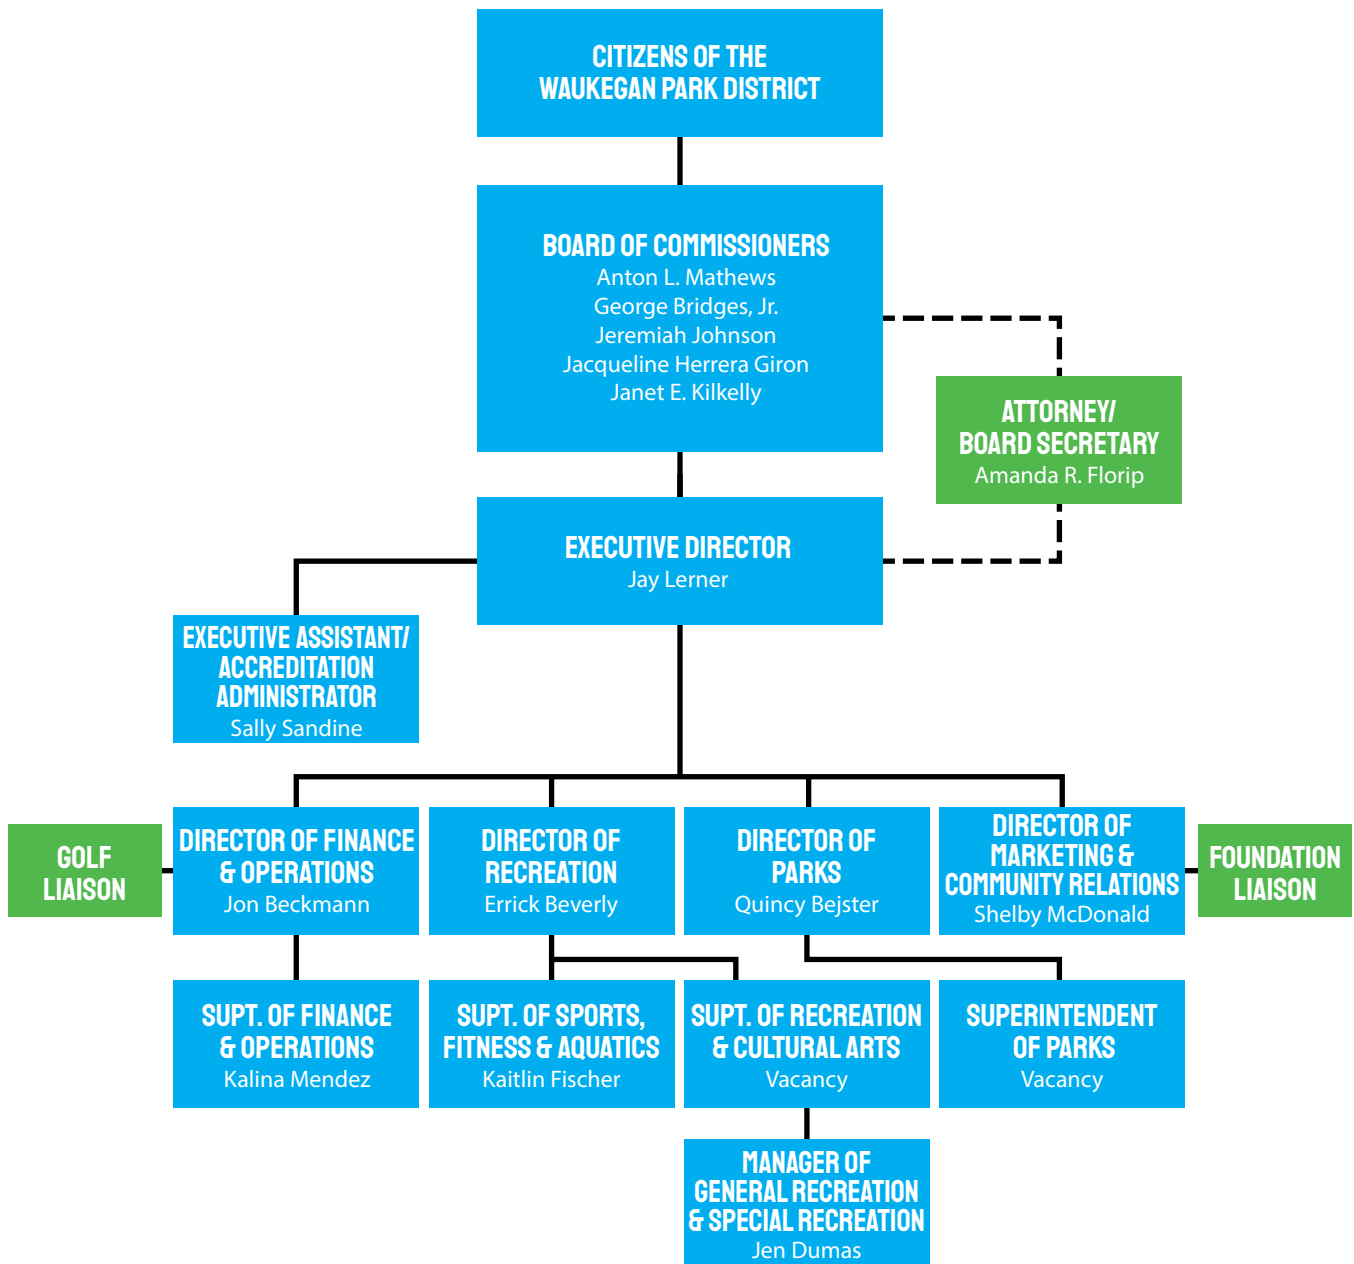 CITIZENS OF THE
WAUKEGAN PARK DISTRICT
BOARD OF COMMISSIONERS
Anton L. Mathews
George Bridges, Jr.
Jeremiah Johnson
Jacqueline Herrera Giron
Janet E. Kilkelly
ATTORNEY/
BOARD SECRETARY
Amanda R. Florip
EXECUTIVE DIRECTOR
Jay Lerner
EXECUTIVE ASSISTANT/
ACCREDITATION
ADMINISTRATOR
Sally Sandine
GOLF
LIAISON
DIRECTOR OF FINANCE
& OPERATIONS
Jon Beckmann
DIRECTOR OF
RECREATION
Errick Beverly
DIRECTOR OF
PARKS
Quincy Bejster
DIRECTOR OF
MARKETING &
COMMUNITY RELATIONS
Shelby McDonald
FOUNDATION
LIAISON
SUPT. OF FINANCE
& OPERATIONS
Kalina Mendez
SUPT. OF SPORTS,
FITNESS & AQUATICS
Kaitlin Fischer
SUPT. OF RECREATION
& CULTURAL ARTS
Vacancy
SUPERINTENDENT
OF PARKS
Vacancy
MANAGER OF
GENERAL RECREATION
& SPECIAL RECREATION
Jen Dumas